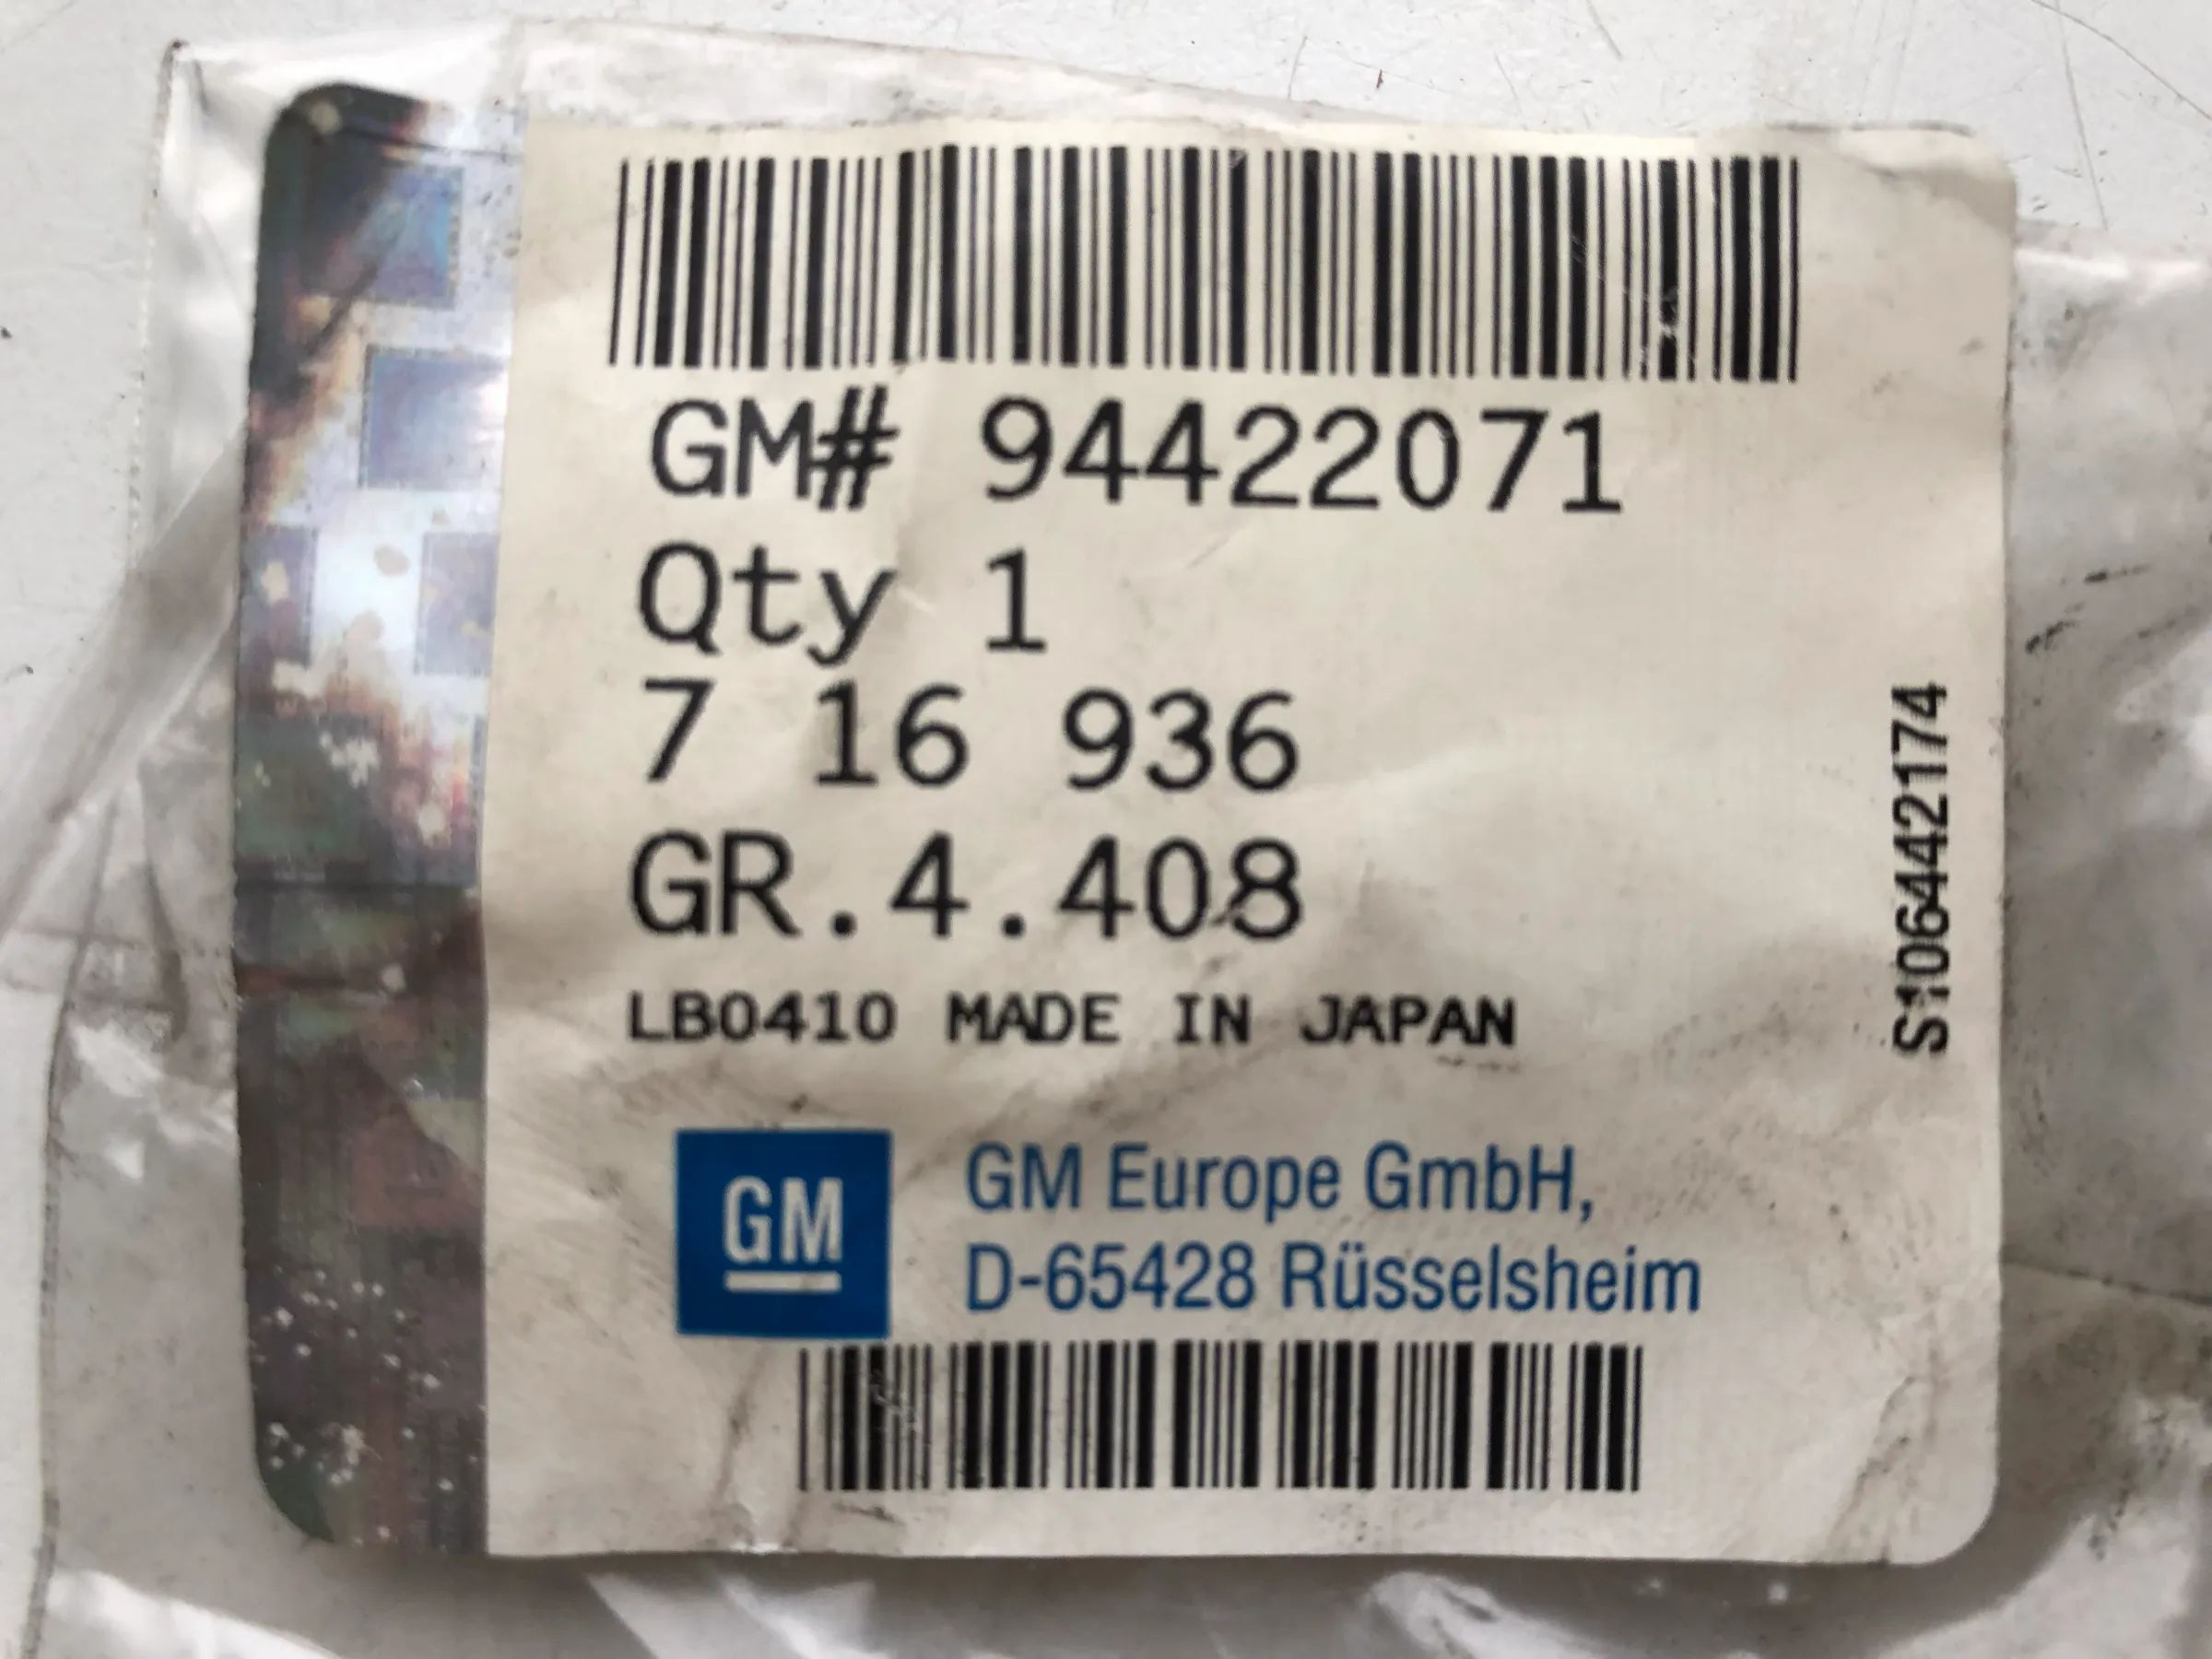 GM# 94422071
Qty 1
7 16 936
GR.4.408
LB0410 MADE IN JAPAN
S106442174
GM
GM Europe GmbH,
D-65428 Rüsselsheim